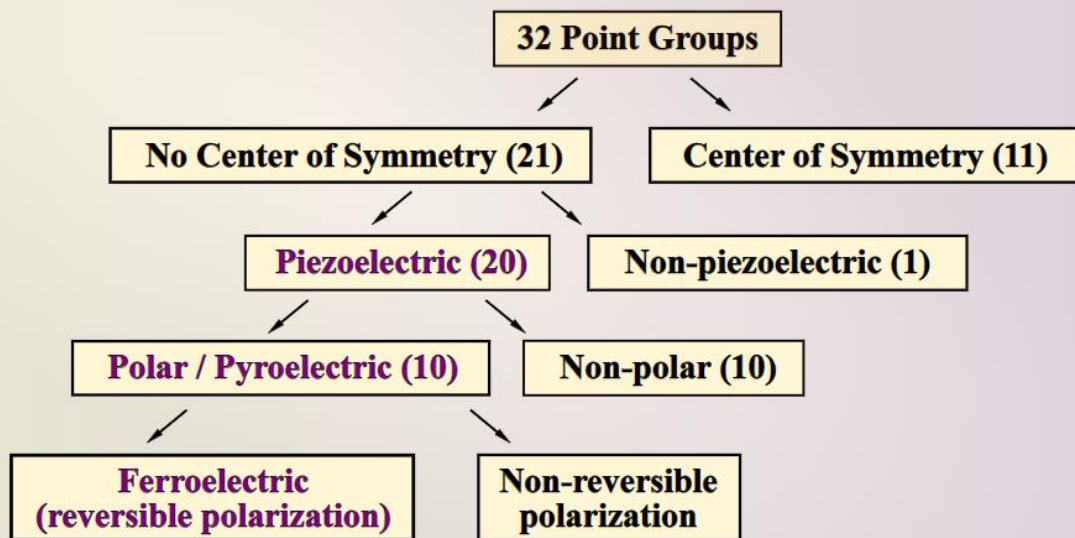 32 Point Groups
No Center of Symmetry (21)
Center of Symmetry (11)
Piezoelectric (20)
Non-piezoelectric (1)
Polar / Pyroelectric (10)
Non-polar (10)
Ferroelectric
(reversible polarization)
Non-reversible
polarization